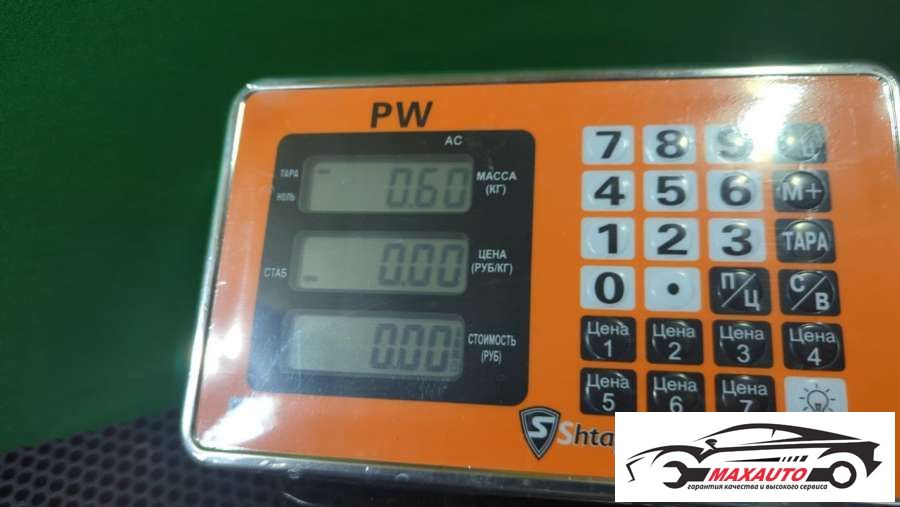 PW
AC
ТАРА
НОЛЬ
0.60
МАССА
(КГ)
СТАБ
0.00
ЦЕНА
(РУБ/КГ)
0.00
СТОИМОСТЬ
(РУБ)
7 8 9
4 5 6 М+
1 2 3 ТАРА
0 . П/Ц С/В
Цена 1 Цена 2 Цена 3 Цена 4
Цена 5 Цена 6 Цена 7
MAXAUTO
гарантия качества и высокого сервиса